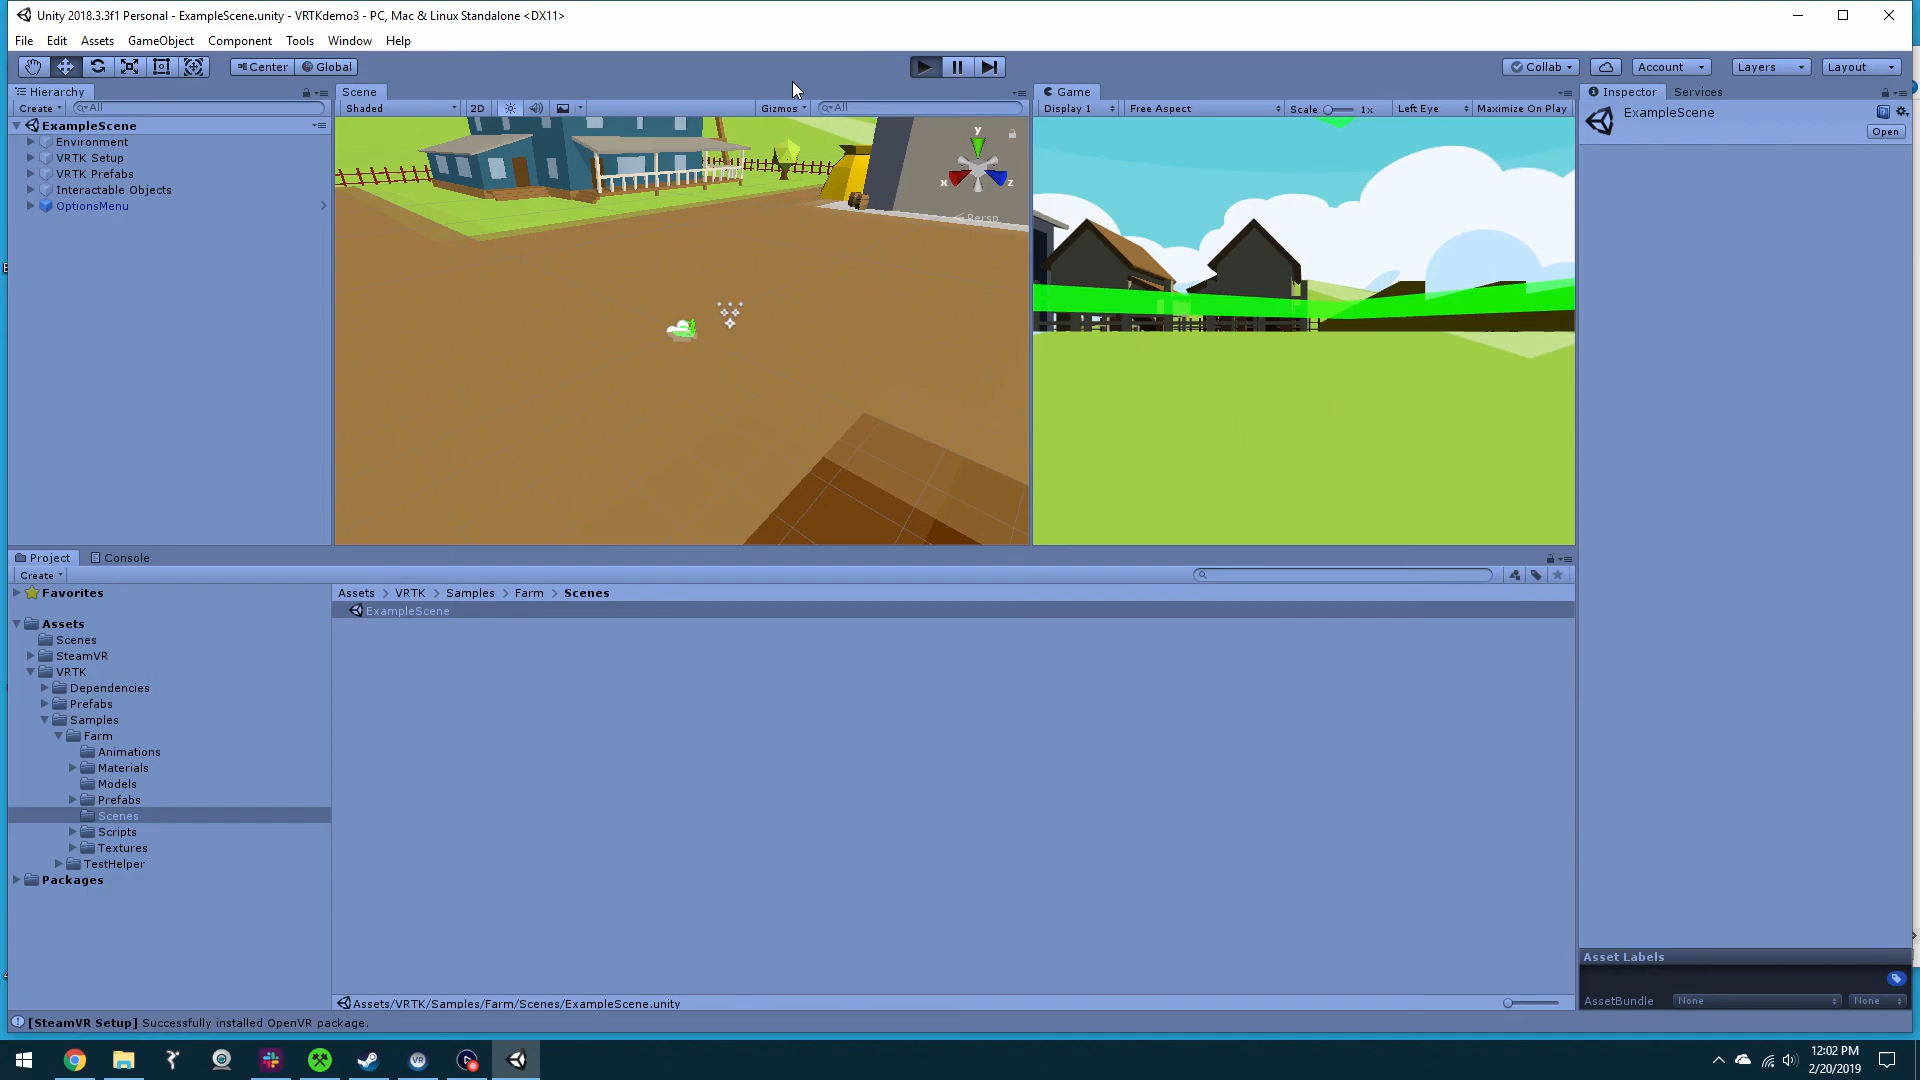 Unity 2018.3.3f1 Personal - ExampleScene.unity - VRTKdemo3 - PC, Mac & Linux Standalone <DX11>
File Edit Assets GameObject Component Tools Window Help
Center Global Collab Account Layers Layout
Hierarchy Scene Game Inspector Services
Create All Shaded 2D Gizmos All Display 1 Free Aspect Scale 1x Left Eye Maximize On Play
ExampleScene
Open
ExampleScene
Environment
VRTK Setup
VRTK Prefabs
Interactable Objects
OptionsMenu
y
x z
Persp
Project Console
Create
Favorites
Assets
Scenes
SteamVR
VRTK
Dependencies
Prefabs
Samples
Farm
Animations
Materials
Models
Prefabs
Scenes
Scripts
Textures
TestHelper
Packages
Assets > VRTK > Samples > Farm > Scenes
ExampleScene
Assets/VRTK/Samples/Farm/Scenes/ExampleScene.unity
Asset Labels
AssetBundle None None
[SteamVR Setup] Successfully installed OpenVR package.
VR
12:02 PM
2/20/2019